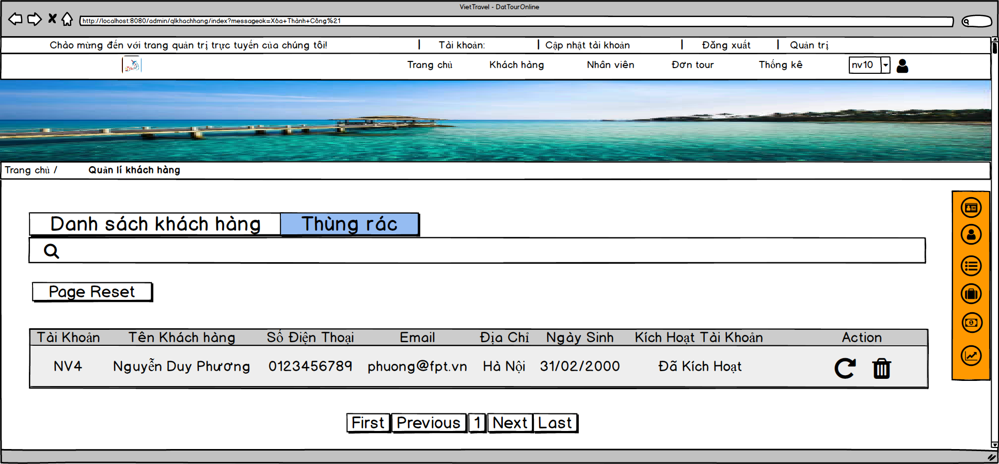 VietTravel - DatTourOnline
http://localhost:8080/admin/qlkhachhang/index?messageok=Xóa+Thành+Công%21
Chào mừng đến với trang quản trị trực tuyến của chúng tôi! | Tài khoản: | Cập nhật tài khoản | Đăng xuất | Quản trị
Trang chủ Khách hàng Nhân viên Đơn tour Thống kê nv10
Trang chủ / Quản lí khách hàng
Danh sách khách hàng Thùng rác
Page Reset
Tài Khoản Tên Khách hàng Số Điện Thoại Email Địa Chỉ Ngày Sinh Kích Hoạt Tài Khoản Action
NV4 Nguyễn Duy Phương 0123456789 phuong@fpt.vn Hà Nội 31/02/2000 Đã Kích Hoạt
First Previous 1 Next Last